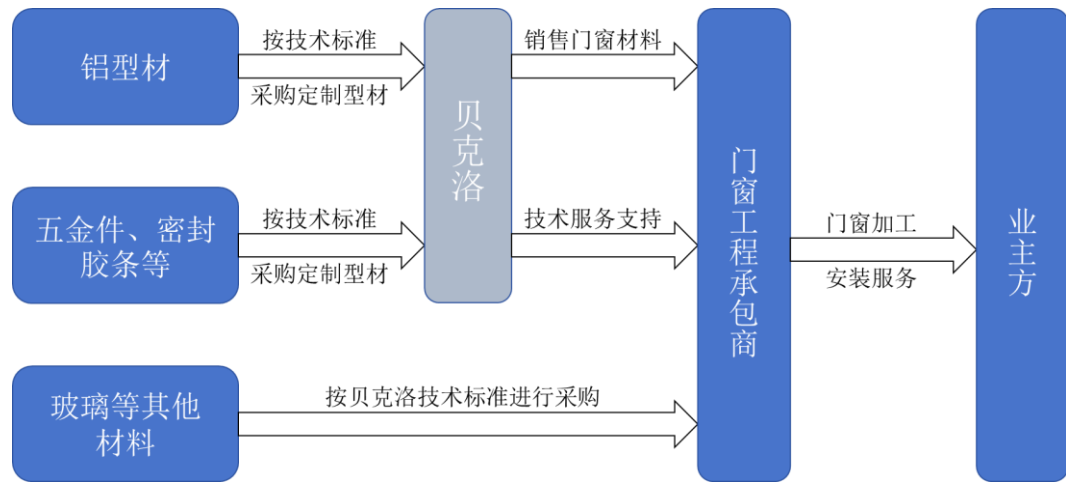 铝型材
按技术标准
采购定制型材
贝克洛
销售门窗材料
五金件、密封
胶条等
按技术标准
采购定制型材
技术服务支持
门窗工程承包商
门窗加工
安装服务
业主方
玻璃等其他
材料
按贝克洛技术标准进行采购